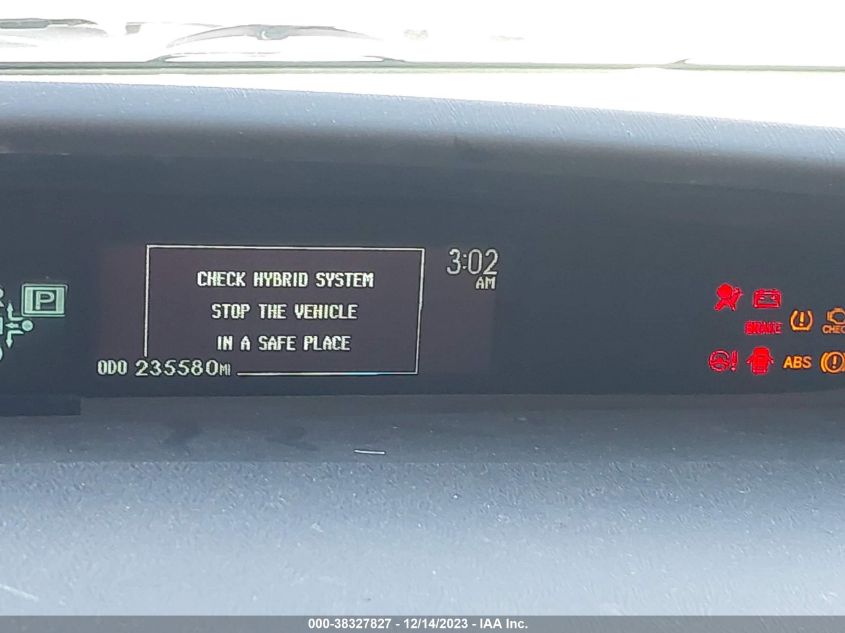 CHECK HYBRID SYSTEM
STOP THE VEHICLE
IN A SAFE PLACE
3:02
AM
P
ODO 235580MI
BRAKE
CHECK
ABS
000-38327827 - 12/14/2023 - IAA Inc.